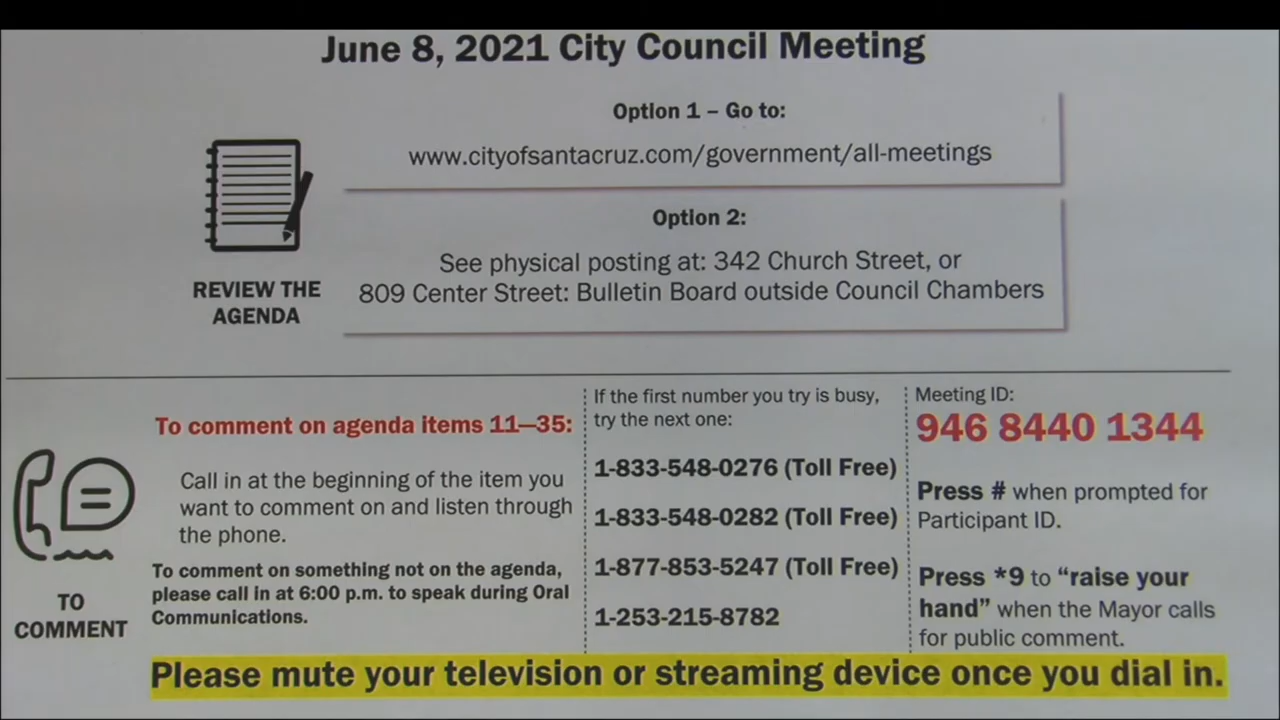 June 8, 2021 City Council Meeting
Option 1 – Go to:
www.cityofsantacruz.com/government/all-meetings
Option 2:
See physical posting at: 342 Church Street, or
809 Center Street: Bulletin Board outside Council Chambers
REVIEW THE
AGENDA
To comment on agenda items 11—35:
Call in at the beginning of the item you
want to comment on and listen through
the phone.
To comment on something not on the agenda,
please call in at 6:00 p.m. to speak during Oral
Communications.
TO
COMMENT
If the first number you try is busy,
try the next one:
1-833-548-0276 (Toll Free)
1-833-548-0282 (Toll Free)
1-877-853-5247 (Toll Free)
1-253-215-8782
Meeting ID:
946 8440 1344
Press # when prompted for
Participant ID.
Press *9 to “raise your
hand” when the Mayor calls
for public comment.
Please mute your television or streaming device once you dial in.